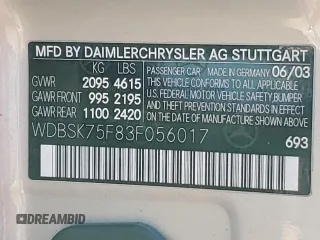 MFD BY DAIMLERCHRYSLER AG STUTTGART
KG LBS
MADE IN GERMANY 06/03
GVWR 2095 4615
GAWR FRONT 995 2195
GAWR REAR 1100 2420
THIS VEHICLE CONFORMS TO ALL APPLICABLE
U.S. FEDERAL MOTOR VEHICLE SAFETY, BUMPER
AND THEFT PREVENTION STANDARDS IN EFFECT
ON THE DATE OF MANUFACTURE SHOWN ABOVE.
WDBSK75F83F056017
693
PASSENGER CAR
DREAMBID